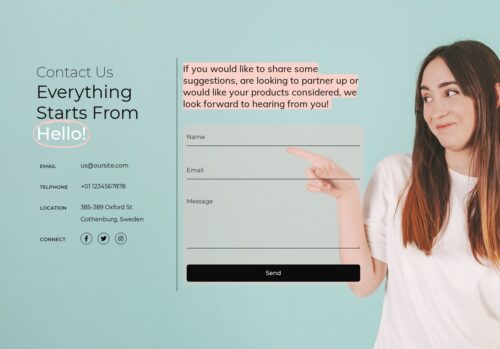 Contact Us
Everything
Starts From
Hello!
EMAIL us@oursite.com
TELPHONE +01 1234567878
LOCATION 385-389 Oxford St
Gothenburg, Sweden
CONNECT
If you would like to share some
suggestions, are looking to partner up or
would like your products considered, we
look forward to hearing from you!
Name
Email
Message
Send